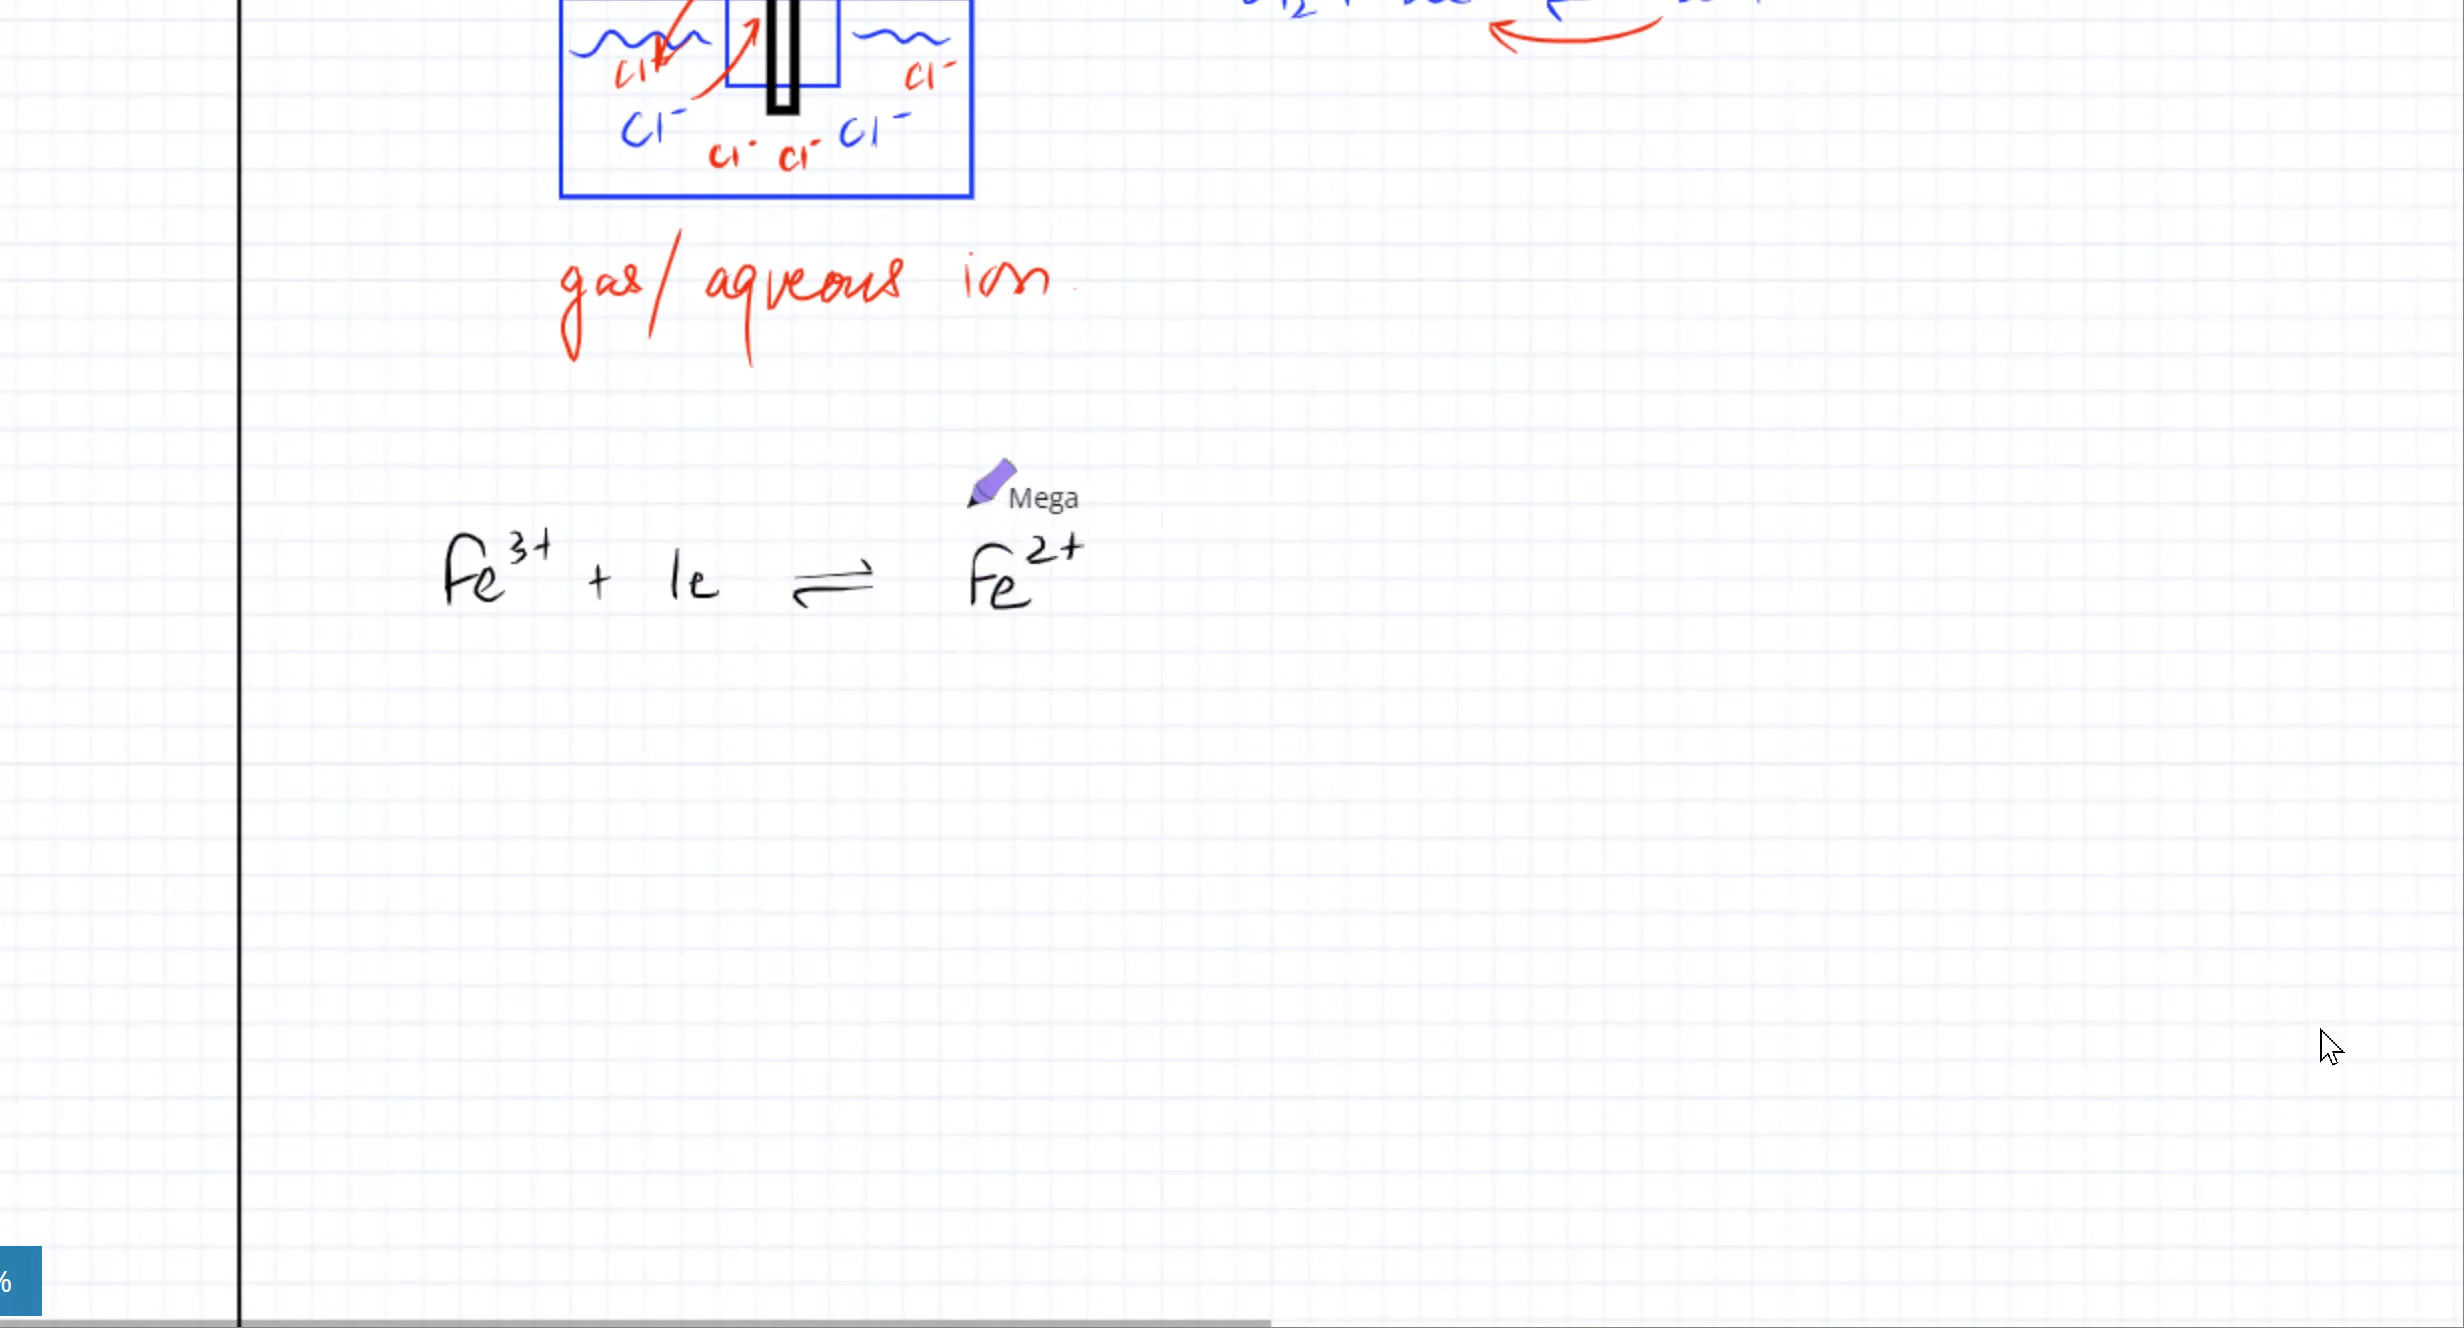 Cl⁻ Cl⁻
Cl⁻ Cl⁻ Cl⁻ Cl⁻
gas/ aqueous ion
Mega
Fe³⁺ + 1e ⇌ Fe²⁺
%